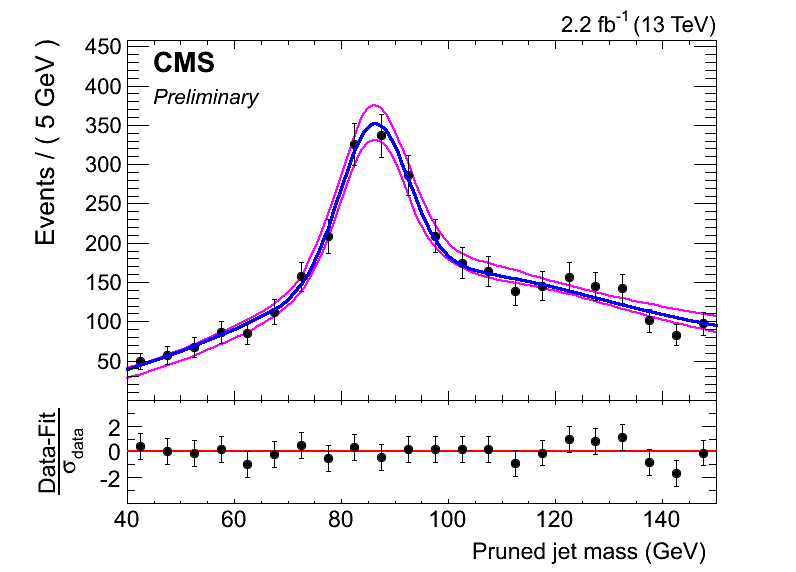 2.2 fb⁻¹ (13 TeV)
CMS
Preliminary
Events / ( 5 GeV )
450
400
350
300
250
200
150
100
50
Data-Fit
σdata
2
0
-2
40 60 80 100 120 140
Pruned jet mass (GeV)